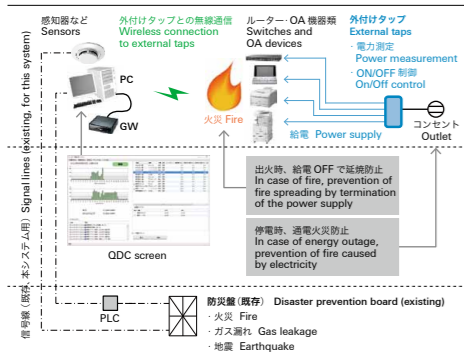 感知器など
Sensors
外付けタップとの無線通信
Wireless connection
to external taps
ルーター・OA 機器類
Switches and
OA devices
外付けタップ
External taps
・電力測定
Power measurement
・ON/OFF 制御
On/Off control
PC
GW
火災 Fire
給電 Power supply
コンセント
Outlet
信号線（既存、本システム用）Signal lines (existing, for this system)
QDC screen
出火時、給電 OFF で延焼防止
In case of fire, prevention of
fire spreading by termination
of the power supply
停電時、通電火災防止
In case of energy outage,
prevention of fire caused
by electricity
PLC
防災盤（既存） Disaster prevention board (existing)
・火災 Fire
・ガス漏れ Gas leakage
・地震 Earthquake